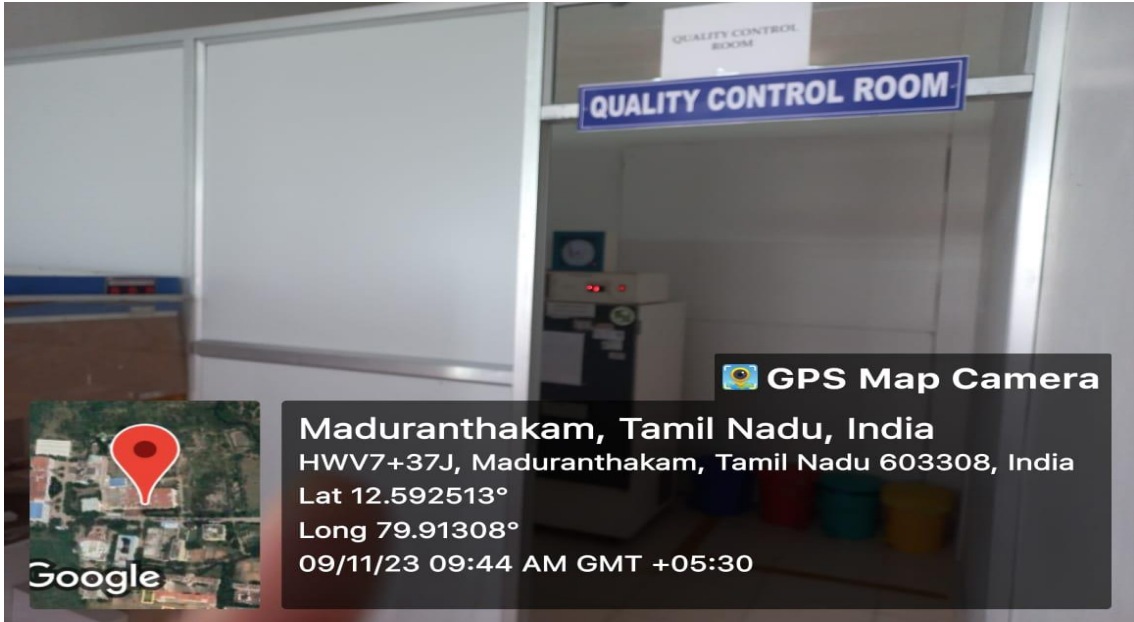 QUALITY CONTROL
ROOM
QUALITY CONTROL ROOM
GPS Map Camera
Maduranthakam, Tamil Nadu, India
HWV7+37J, Maduranthakam, Tamil Nadu 603308, India
Lat 12.592513°
Long 79.91308°
09/11/23 09:44 AM GMT +05:30
Google